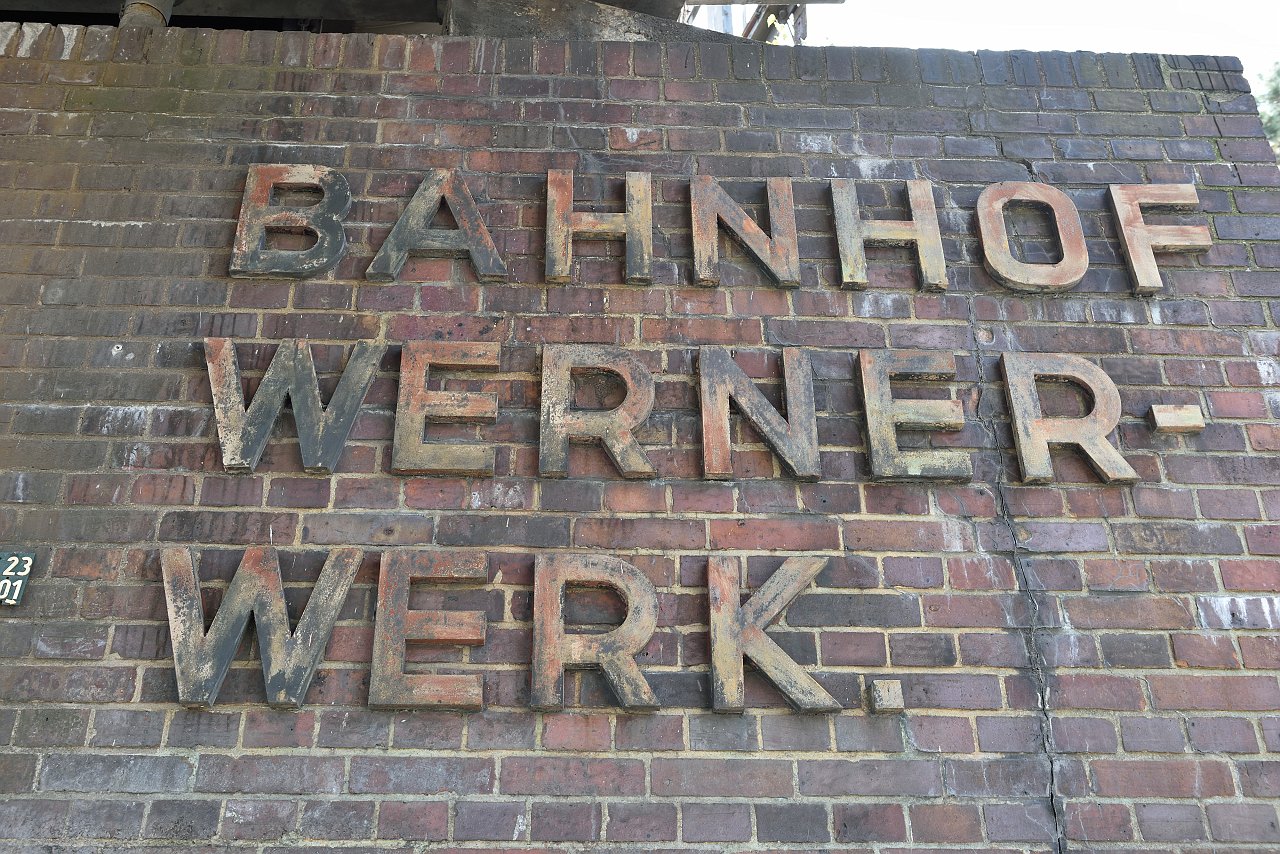 BAHNHOF
WERNER-
WERK.
23
01